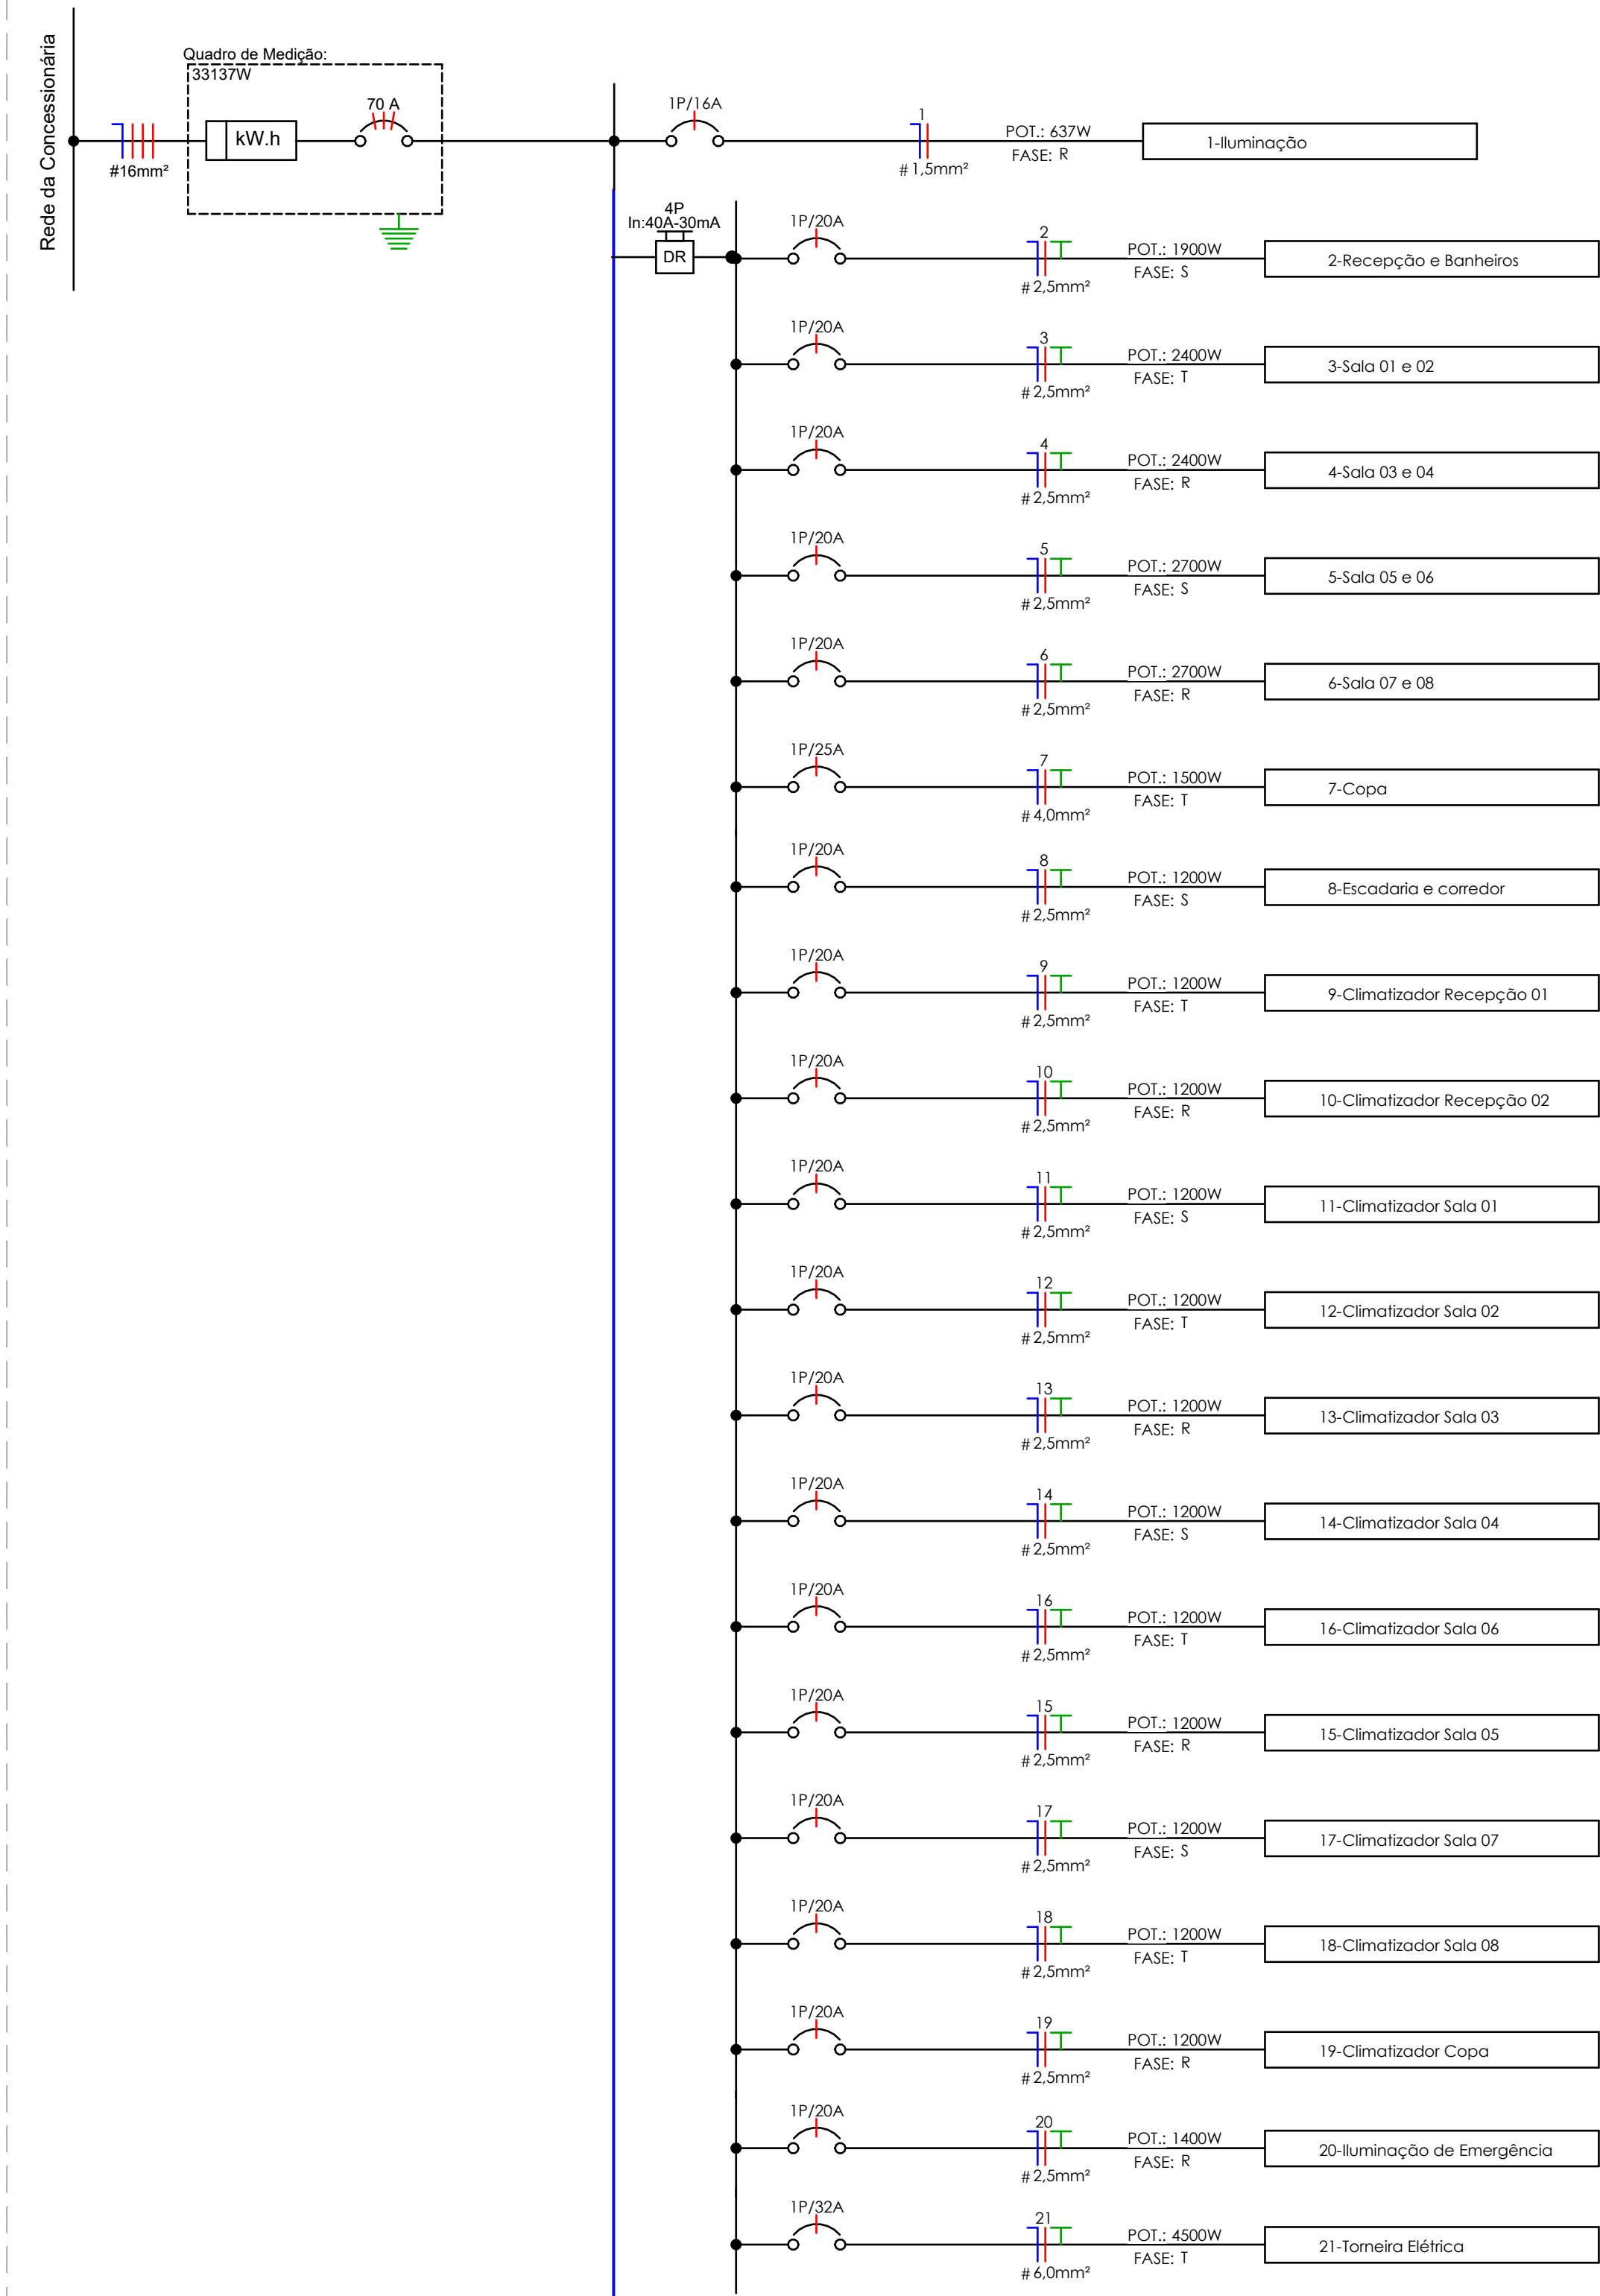 Rede da Concessionária
Quadro de Medição:
33137W
#16mm²
kW.h
70 A
1P/16A
1
#1,5mm²
POT.: 637W
FASE: R
1-Iluminação
4P
In:40A-30mA
DR
1P/20A
2
#2,5mm²
POT.: 1900W
FASE: S
2-Recepção e Banheiros
1P/20A
3
#2,5mm²
POT.: 2400W
FASE: T
3-Sala 01 e 02
1P/20A
4
#2,5mm²
POT.: 2400W
FASE: R
4-Sala 03 e 04
1P/20A
5
#2,5mm²
POT.: 2700W
FASE: S
5-Sala 05 e 06
1P/20A
6
#2,5mm²
POT.: 2700W
FASE: R
6-Sala 07 e 08
1P/25A
7
#4,0mm²
POT.: 1500W
FASE: T
7-Copa
1P/20A
8
#2,5mm²
POT.: 1200W
FASE: S
8-Escadaria e corredor
1P/20A
9
#2,5mm²
POT.: 1200W
FASE: T
9-Climatizador Recepção 01
1P/20A
10
#2,5mm²
POT.: 1200W
FASE: R
10-Climatizador Recepção 02
1P/20A
11
#2,5mm²
POT.: 1200W
FASE: S
11-Climatizador Sala 01
1P/20A
12
#2,5mm²
POT.: 1200W
FASE: T
12-Climatizador Sala 02
1P/20A
13
#2,5mm²
POT.: 1200W
FASE: R
13-Climatizador Sala 03
1P/20A
14
#2,5mm²
POT.: 1200W
FASE: S
14-Climatizador Sala 04
1P/20A
16
#2,5mm²
POT.: 1200W
FASE: T
16-Climatizador Sala 06
1P/20A
15
#2,5mm²
POT.: 1200W
FASE: R
15-Climatizador Sala 05
1P/20A
17
#2,5mm²
POT.: 1200W
FASE: S
17-Climatizador Sala 07
1P/20A
18
#2,5mm²
POT.: 1200W
FASE: T
18-Climatizador Sala 08
1P/20A
19
#2,5mm²
POT.: 1200W
FASE: R
19-Climatizador Copa
1P/20A
20
#2,5mm²
POT.: 1400W
FASE: R
20-Iluminação de Emergência
1P/32A
21
#6,0mm²
POT.: 4500W
FASE: T
21-Torneira Elétrica